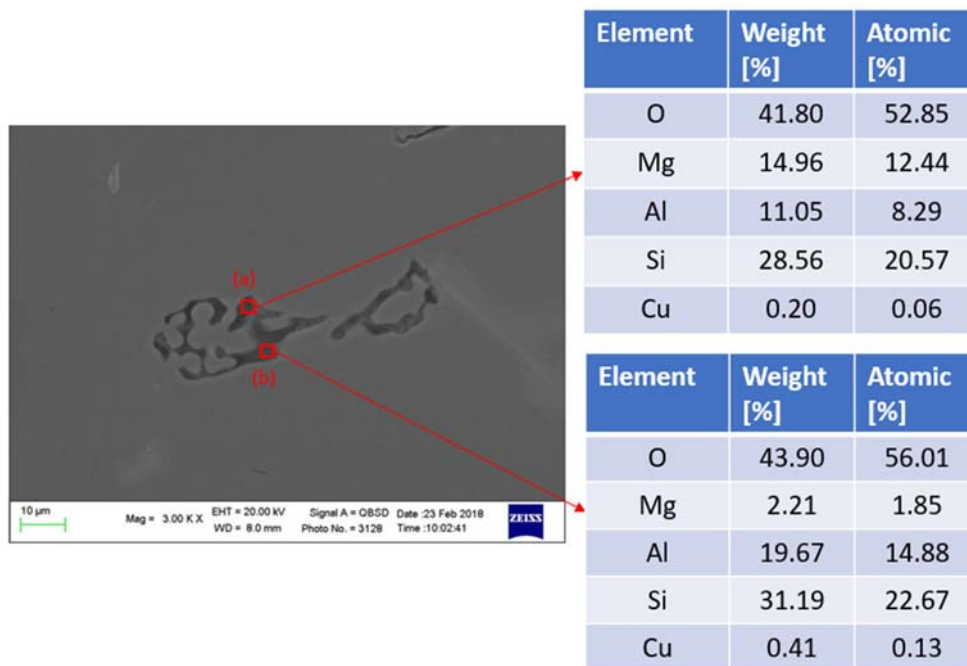 Element Weight [%] Atomic [%]
O 41.80 52.85
Mg 14.96 12.44
Al 11.05 8.29
Si 28.56 20.57
Cu 0.20 0.06
(a)
(b)
10 µm
Mag = 3.00 K X
EHT = 20.00 kV Signal A = QBSD Date :23 Feb 2018
WD = 8.0 mm Photo No. = 3128 Time :10:02:41
ZEISS
Element Weight [%] Atomic [%]
O 43.90 56.01
Mg 2.21 1.85
Al 19.67 14.88
Si 31.19 22.67
Cu 0.41 0.13